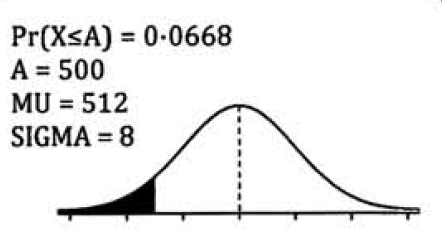 Pr(X≤A) = 0·0668
A = 500
MU = 512
SIGMA = 8